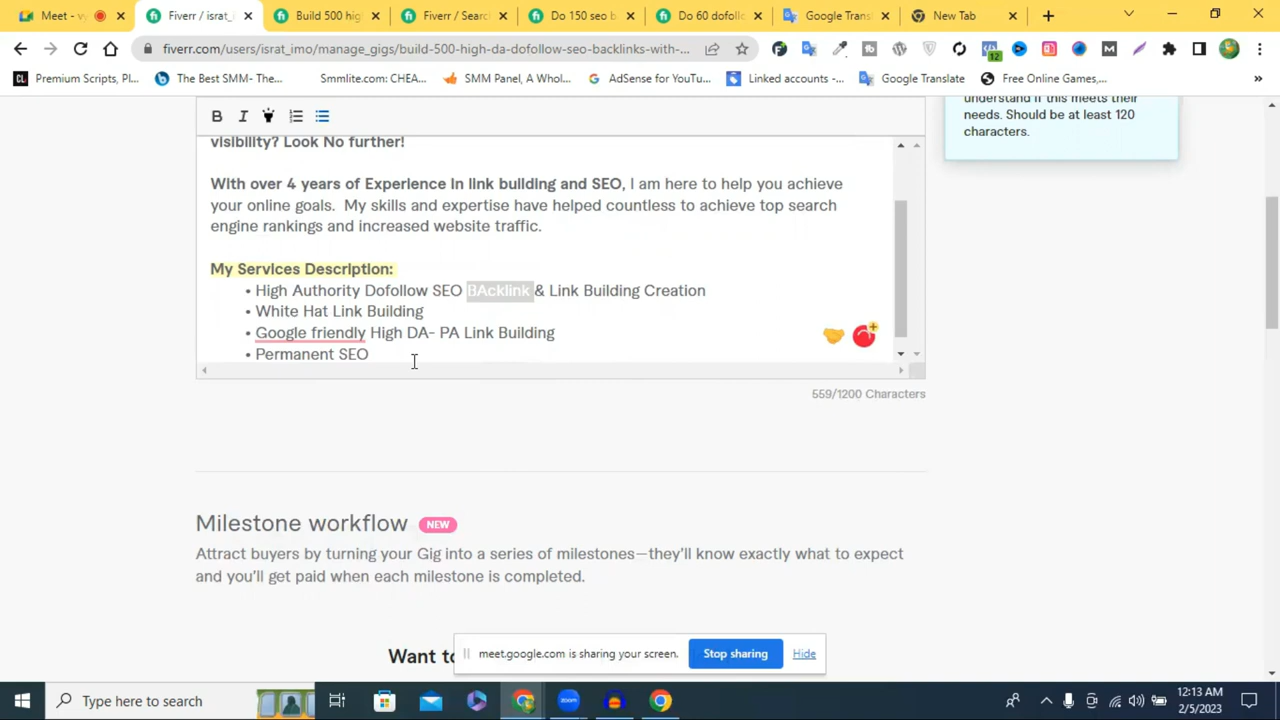 Meet - vy
Fiverr / israt_i
Build 500 hig
Fiverr / Searc
Do 150 seo b
Do 60 dofoll
Google Trans
New Tab
fiverr.com/users/israt_imo/manage_gigs/build-500-high-da-dofollow-seo-backlinks-with-...
12
Premium Scripts, Pl...
The Best SMM- The...
Smmlite.com: CHEA...
SMM Panel, A Whol...
AdSense for YouTu...
Linked accounts -...
Google Translate
Free Online Games,...
»
B I
understand if this meets their
needs. Should be at least 120
characters.
visibility? Look No further!
With over 4 years of Experience In link building and SEO, I am here to help you achieve
your online goals. My skills and expertise have helped countless to achieve top search
engine rankings and increased website traffic.
My Services Description:
• High Authority Dofollow SEO BAcklink & Link Building Creation
• White Hat Link Building
• Google friendly High DA- PA Link Building
• Permanent SEO
559/1200 Characters
Milestone workflow NEW
Attract buyers by turning your Gig into a series of milestones—they'll know exactly what to expect
and you'll get paid when each milestone is completed.
Want to
meet.google.com is sharing your screen. Stop sharing Hide
Type here to search
zoom
12:13 AM
2/5/2023